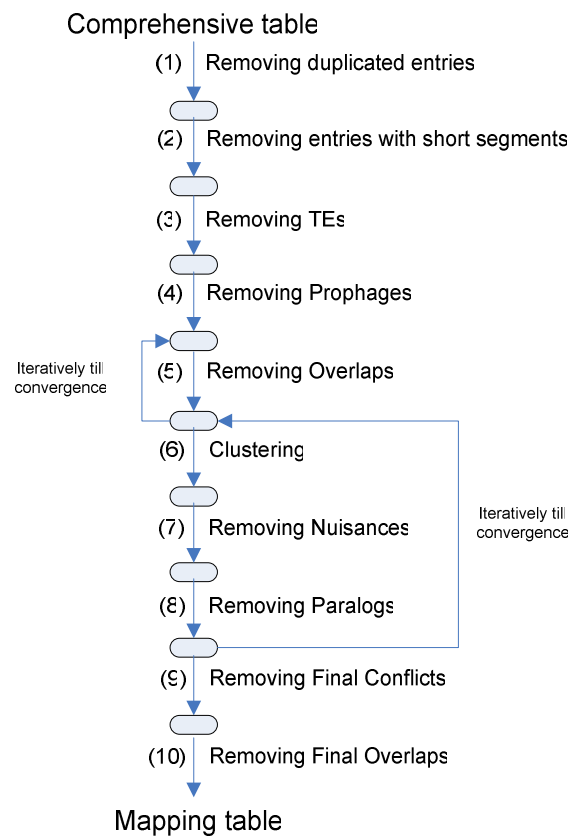 Comprehensive table
(1) Removing duplicated entries
(2) Removing entries with short segments
(3) Removing TEs
(4) Removing Prophages
Iteratively till
convergence
(5) Removing Overlaps
(6) Clustering
(7) Removing Nuisances
Iteratively till
convergence
(8) Removing Paralogs
(9) Removing Final Conflicts
(10) Removing Final Overlaps
Mapping table